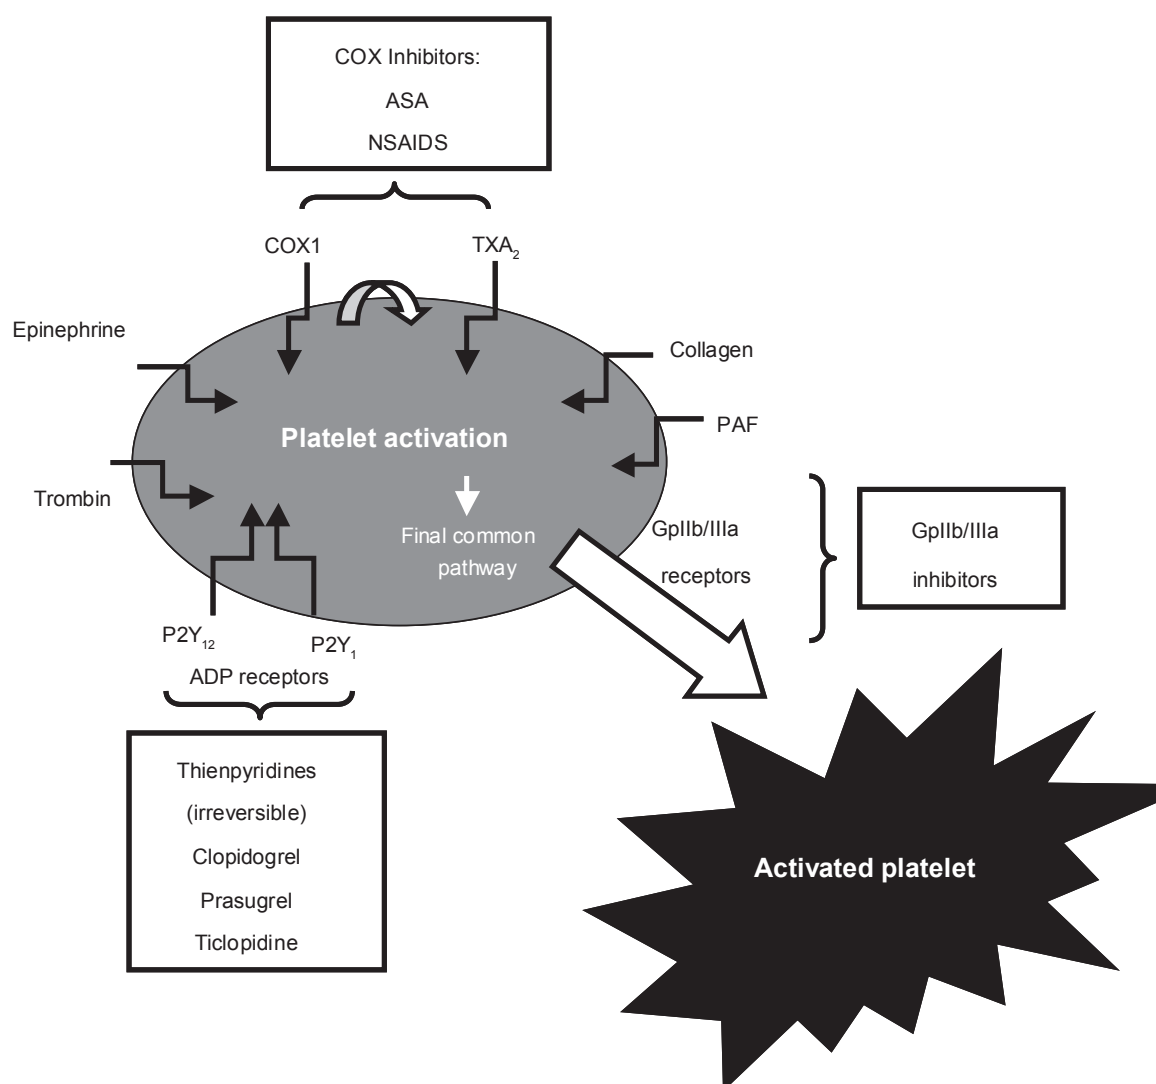 COX Inhibitors:
ASA
NSAIDS
COX1
TXA₂
Epinephrine
Collagen
PAF
Platelet activation
Trombin
Final common
pathway
GpIIb/IIIa
receptors
GpIIb/IIIa
inhibitors
P2Y₁₂
P2Y₁
ADP receptors
Thienpyridines
(irreversible)
Clopidogrel
Prasugrel
Ticlopidine
Activated platelet